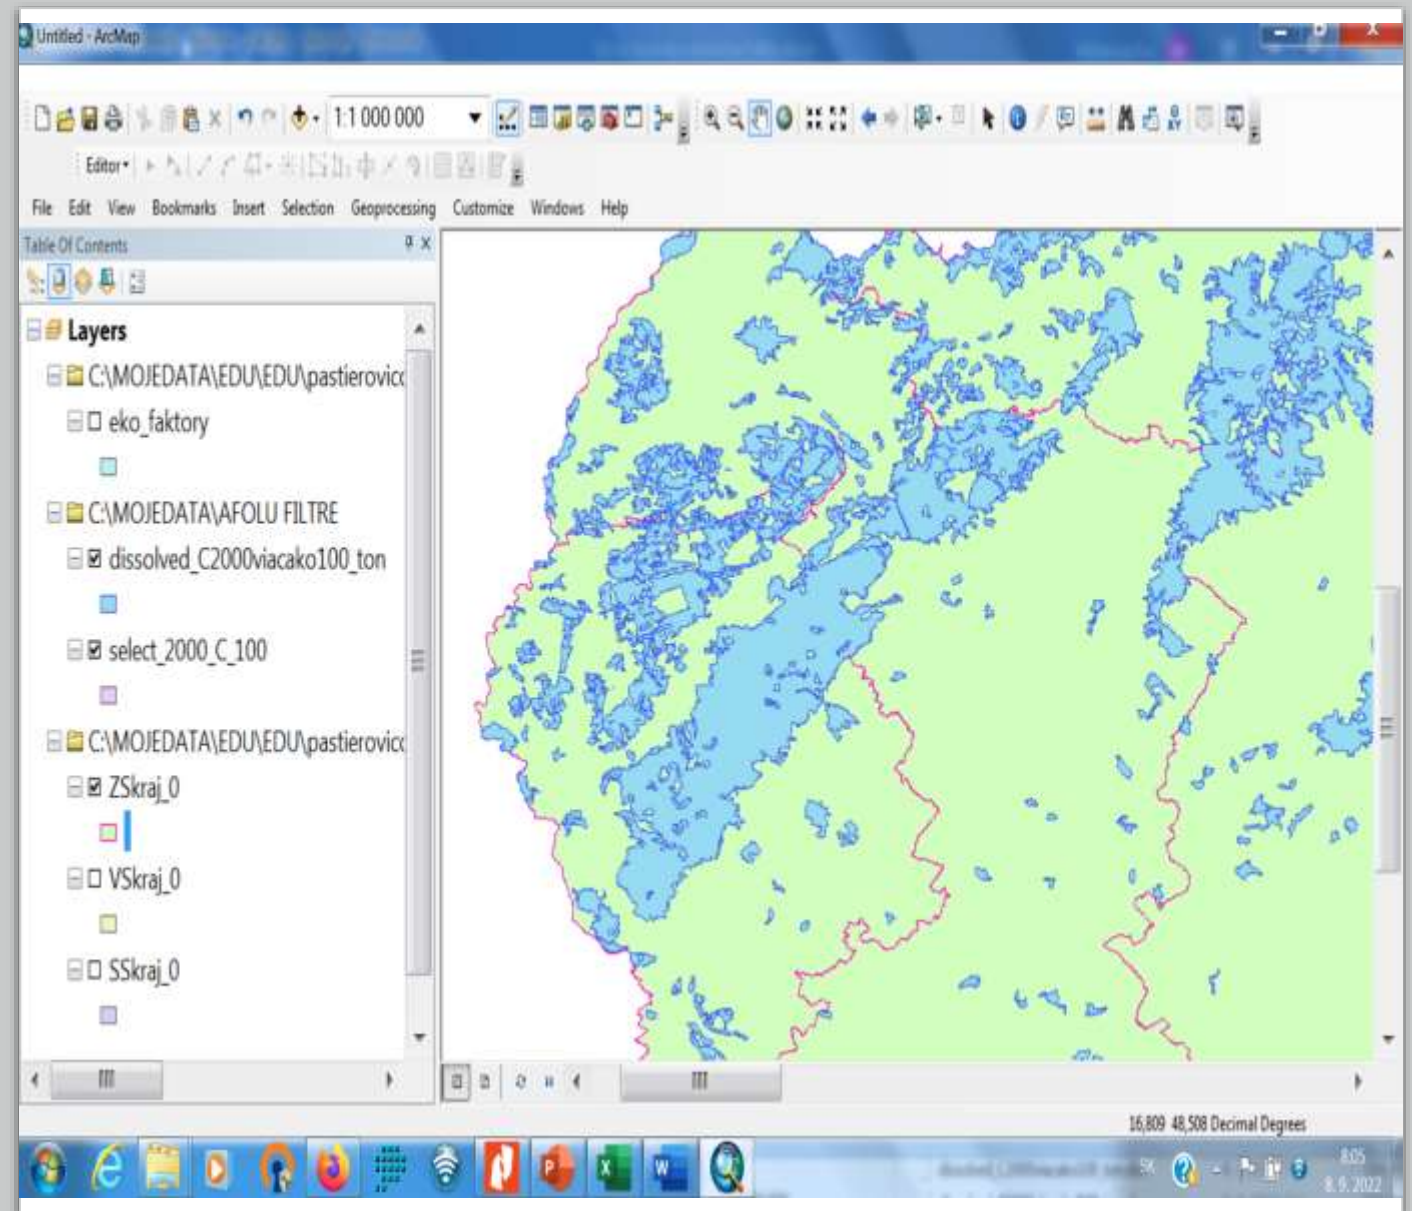 Untitled - ArcMap
1:1 000 000
Editor
File Edit View Bookmarks Insert Selection Geoprocessing Customize Windows Help
Table Of Contents
Layers
C:\MOJEDATA\EDU\EDU\pastierovico
eko_faktory
C:\MOJEDATA\AFOLU FILTRE
dissolved_C2000viacako100_ton
select_2000_C_100
C:\MOJEDATA\EDU\EDU\pastierovico
ZSkraj_0
VSkraj_0
SSkraj_0
16,809 48,508 Decimal Degrees
SK
8:05
8. 9. 2022